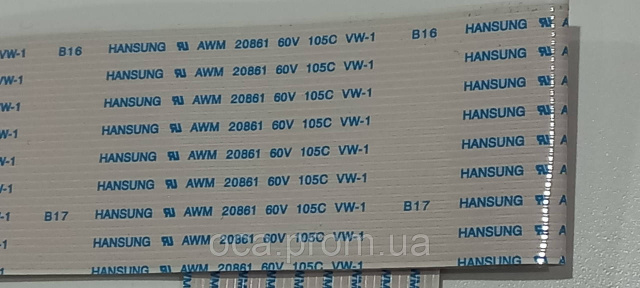 VW-1 B16 HANSUNG AWM 20861 60V 105C VW-1 B16 HANSUNG
VW-1 HANSUNG AWM 20861 60V 105C VW-1 HANSUNG A
VW-1 HANSUNG AWM 20861 60V 105C VW-1 HANSUNG A
W-1 HANSUNG AWM 20861 60V 105C VW-1 HANSUNG A
W-1 HANSUNG AWM 20861 60V 105C VW-1 HANSUNG A
W-1 HANSUNG AWM 20861 60V 105C VW-1 HANSUNG A
-1 B17 HANSUNG AWM 20861 60V 105C VW-1 B17 HANSUNG A
-1 HANSUNG AWM 20861 60V 105C VW-1 HANSUNG A
HANSUNG AWM 20861 60V 105C VW-1 HANSUNG A
oca.prom.ua